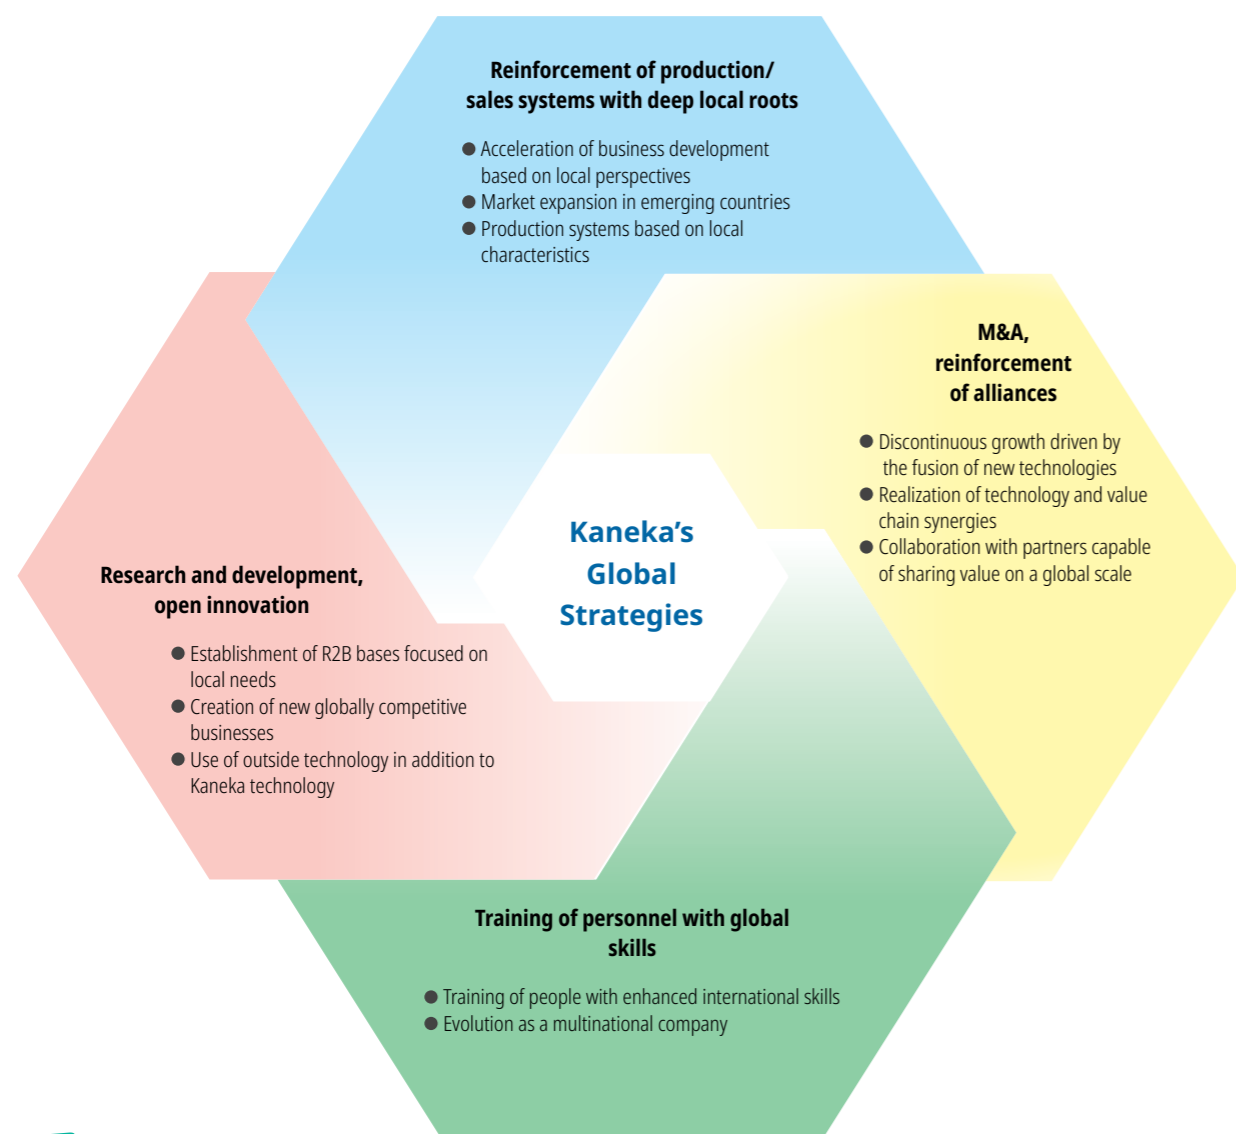 Reinforcement of production/
sales systems with deep local roots
● Acceleration of business development
based on local perspectives
● Market expansion in emerging countries
● Production systems based on local
characteristics
M&A,
reinforcement
of alliances
● Discontinuous growth driven by
the fusion of new technologies
● Realization of technology and value
chain synergies
● Collaboration with partners capable
of sharing value on a global scale
Kaneka’s
Global
Strategies
Research and development,
open innovation
● Establishment of R2B bases focused on
local needs
● Creation of new globally competitive
businesses
● Use of outside technology in addition to
Kaneka technology
Training of personnel with global
skills
● Training of people with enhanced international skills
● Evolution as a multinational company